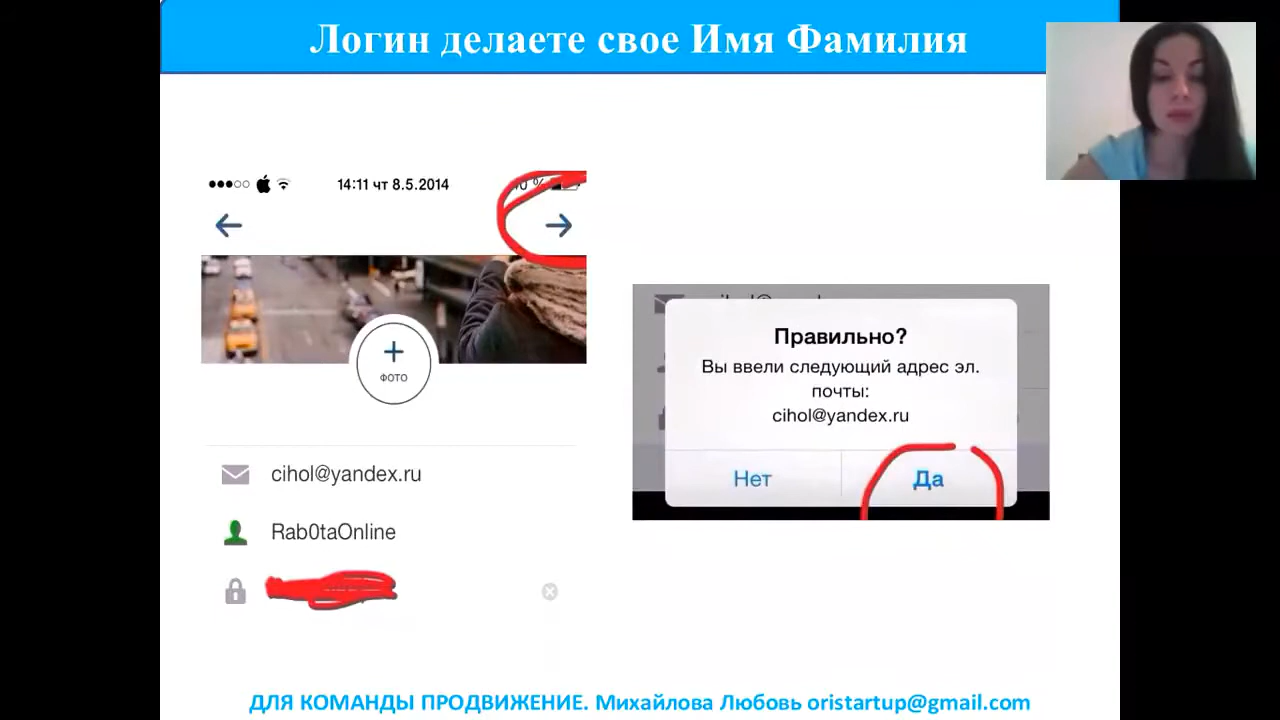 Логин делаете свое Имя Фамилия
14:11 чт 8.5.2014
ФОТО
cihol@yandex.ru
Rab0taOnline
Правильно?
Вы ввели следующий адрес эл.
почты:
cihol@yandex.ru
Нет
Да
ДЛЯ КОМАНДЫ ПРОДВИЖЕНИЕ. Михайлова Любовь oristartup@gmail.com